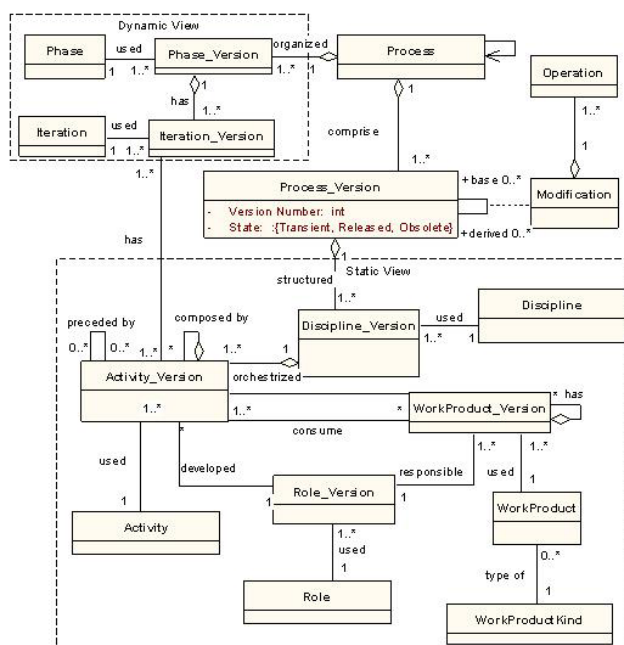 Dynamic View
Phase
used
1
1..*
Phase_Version
organized
1..*
1
Process
1
has
1..*
Iteration
used
1
1..*
Iteration_Version
1..*
comprise
1..*
Operation
1..*
1
Modification
Process_Version
- Version Number: int
- State: :{Transient, Released, Obsolete}
+ base 0..*
+derived 0..*
1
has
Static View
structured
1..*
Discipline_Version
used
1..*
1
Discipline
preceded by
0..*
0..*
composed by
*
1..*
1..*
1
orchestrized
Activity_Version
1..*
1..*
*
consume
WorkProduct_Version
*
has
used
1
Activity
*
developed
1
Role_Version
responsible
1
1..*
1..*
used
1
WorkProduct
1..*
used
1
Role
0..*
type of
1
WorkProductKind